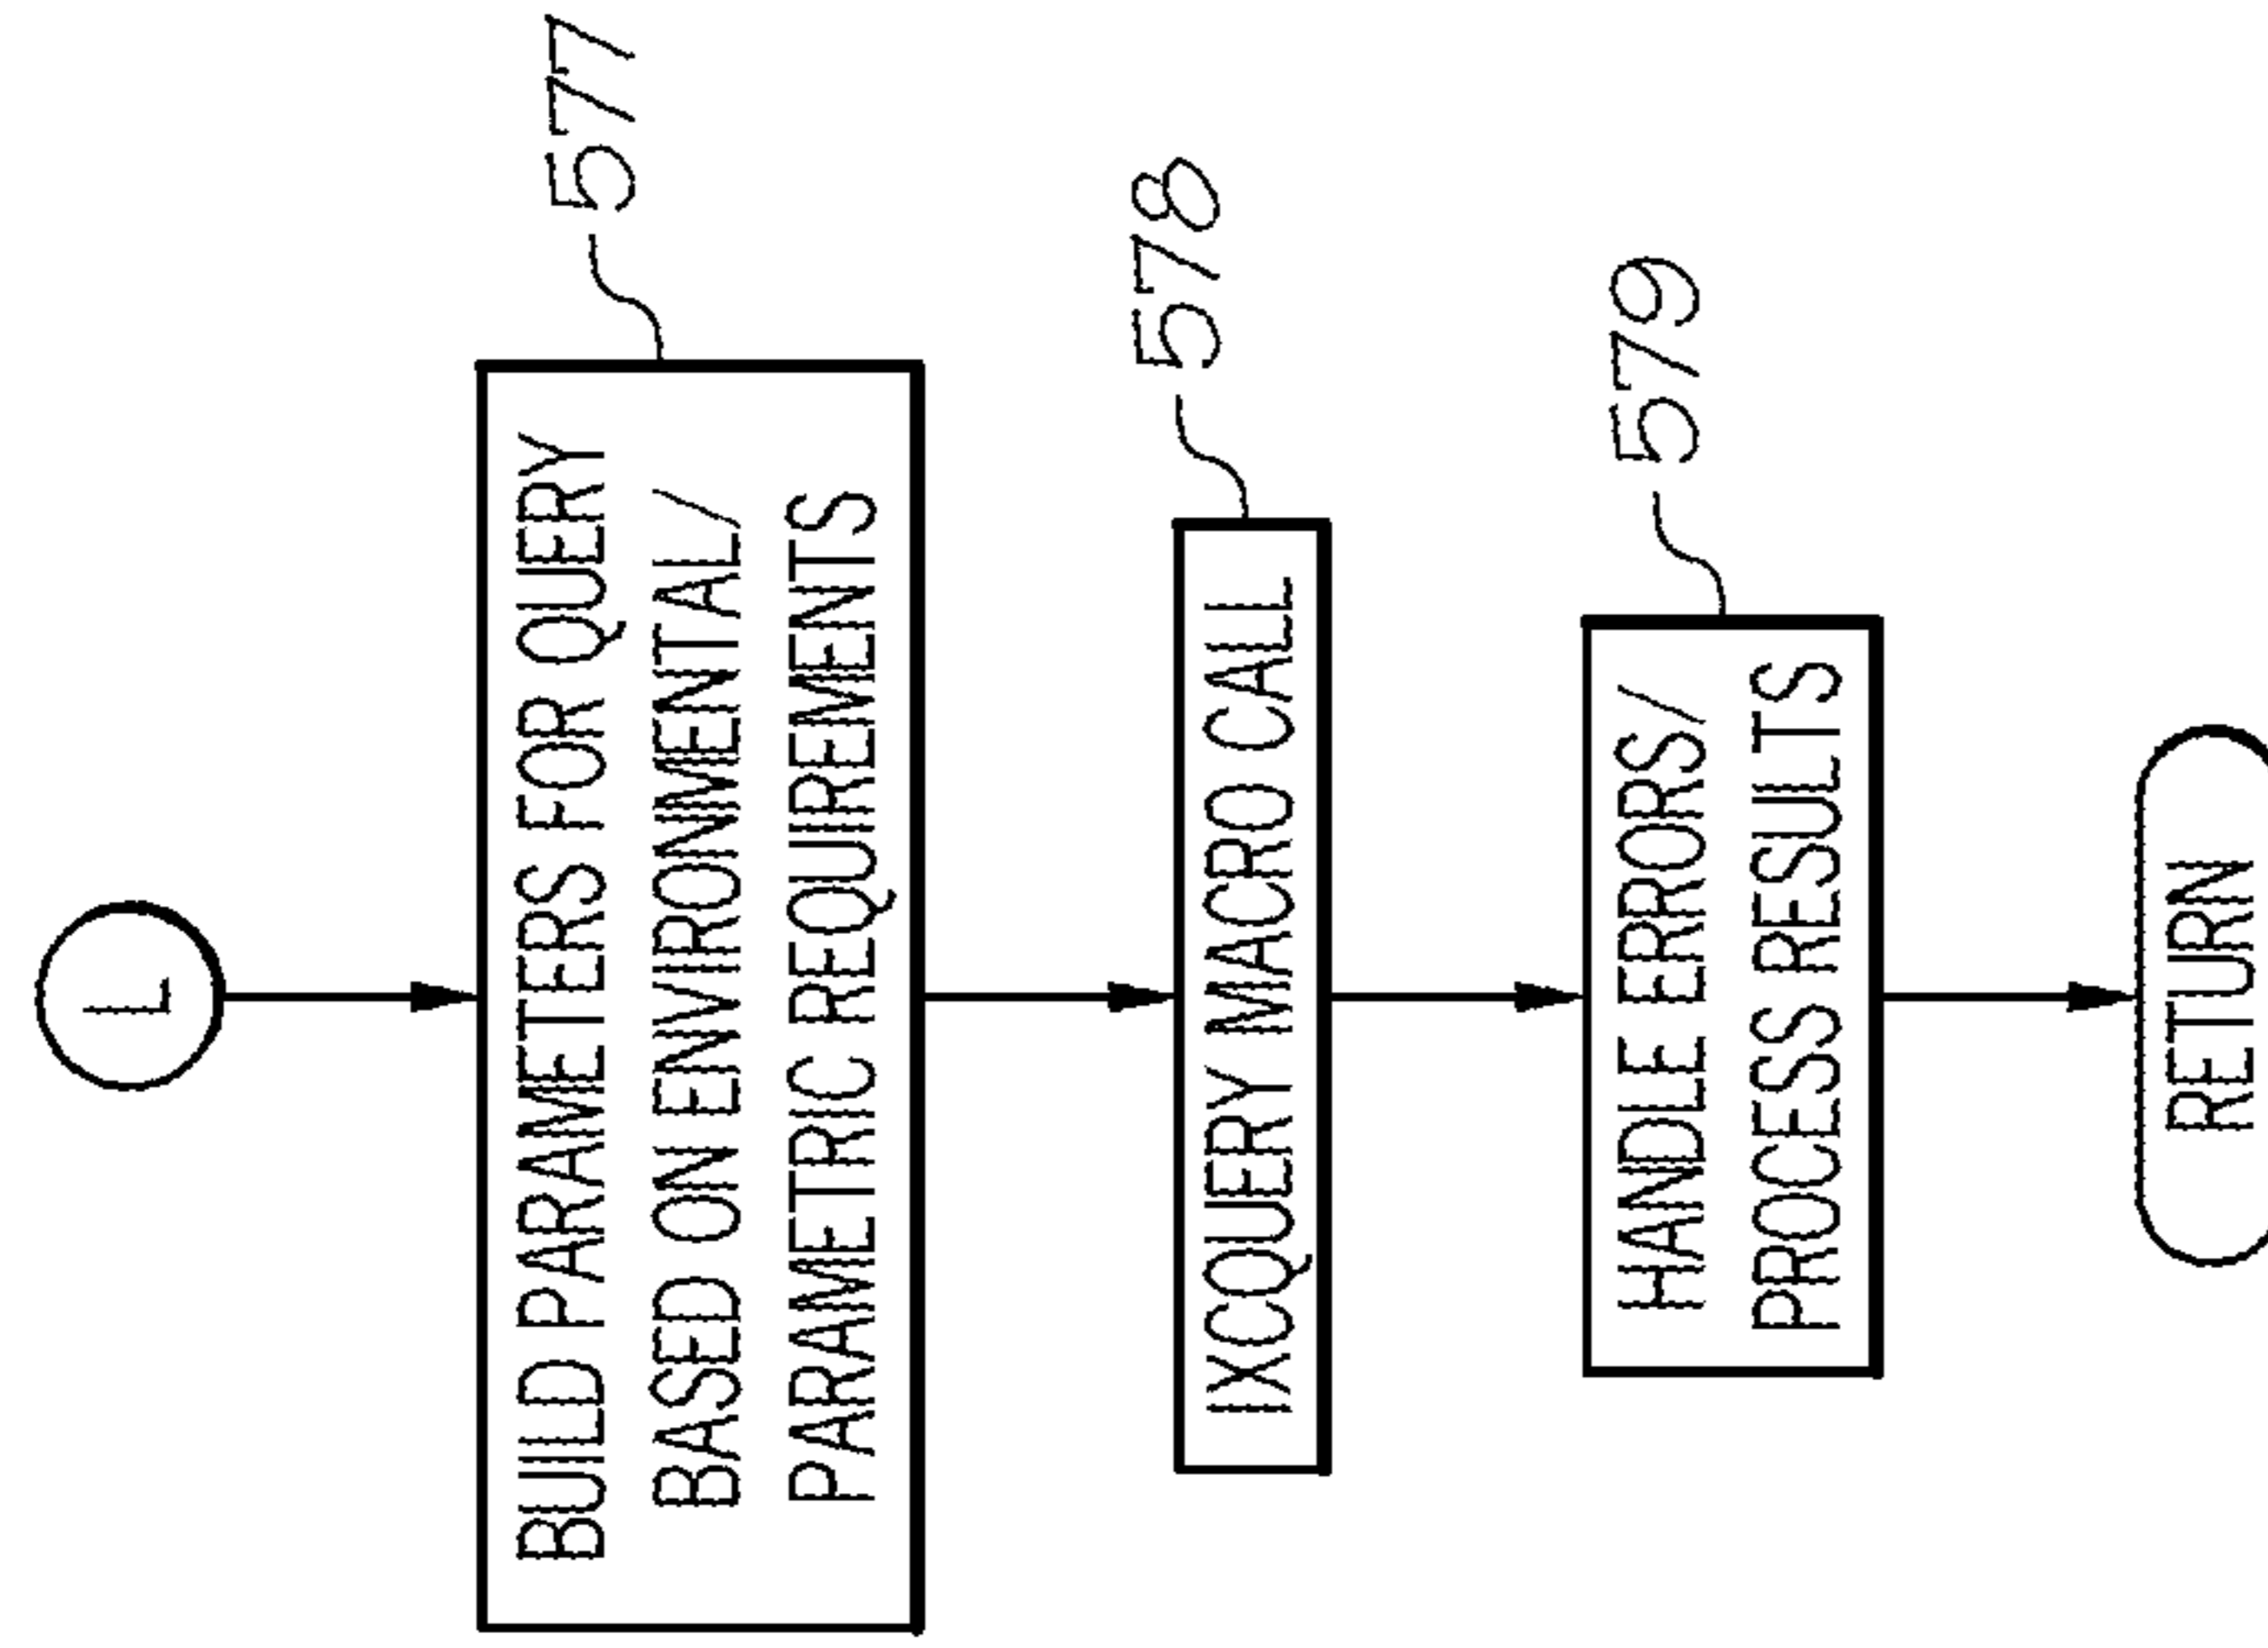 L
577
BUILD PARAMETERS FOR QUERY
BASED ON ENVIRONMENTAL/
PARAMETRIC REQUIREMENTS
578
IXCQUERY MACRO CALL
579
HANDLE ERRORS/
PROCESS RESULTS
RETURN